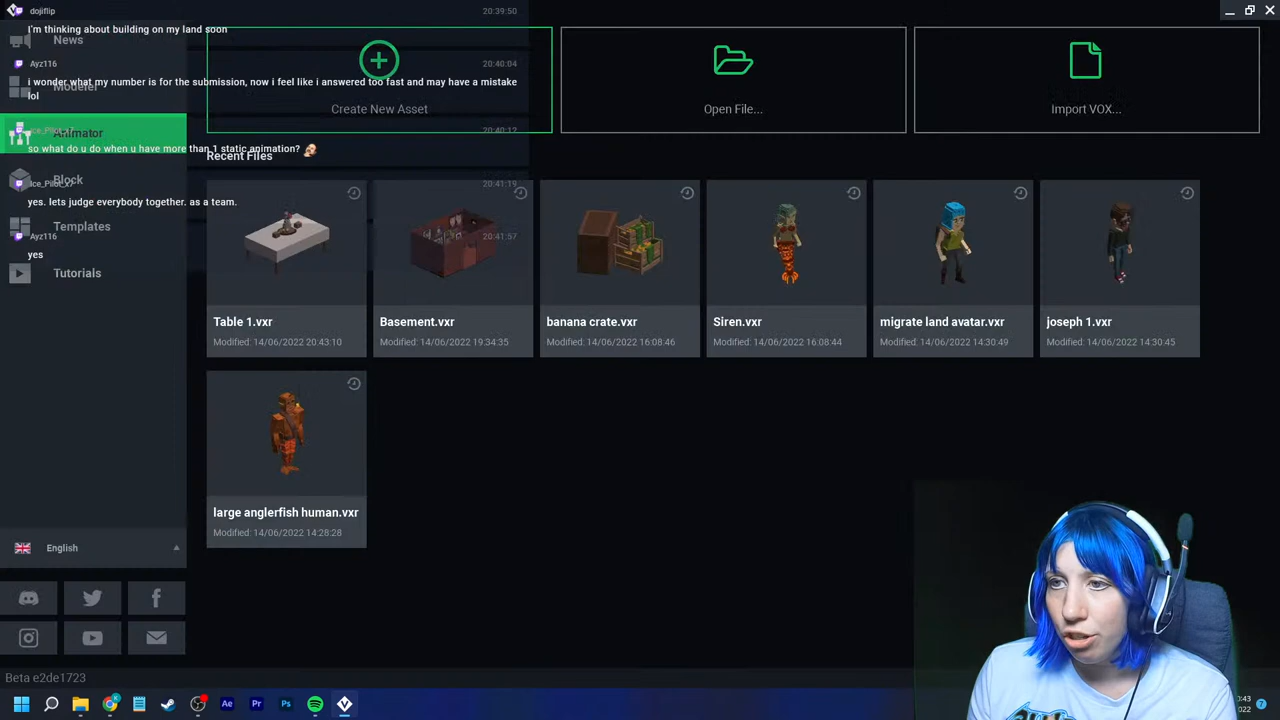 dojiflip 20:39:50
I'm thinking about building on my land soon
News
Ayz116 20:40:04
i wonder what my number is for the submission, now i feel like i answered too fast and may have a mistake
lol
Modeler
Create New Asset
Open File...
Import VOX...
20:40:12
Animator
so what do u do when u have more than 1 static animation?
Recent Files
Block
Ice_Pilot_x7 20:41:19
yes. lets judge everybody together. as a team.
Templates
Ayz116 20:41:57
yes
Tutorials
Table 1.vxr
Modified: 14/06/2022 20:43:10
Basement.vxr
Modified: 14/06/2022 19:34:35
banana crate.vxr
Modified: 14/06/2022 16:08:46
Siren.vxr
Modified: 14/06/2022 16:08:44
migrate land avatar.vxr
Modified: 14/06/2022 14:30:49
joseph 1.vxr
Modified: 14/06/2022 14:30:45
large anglerfish human.vxr
Modified: 14/06/2022 14:28:28
English
Beta e2de1723
Ae
Pr
Ps